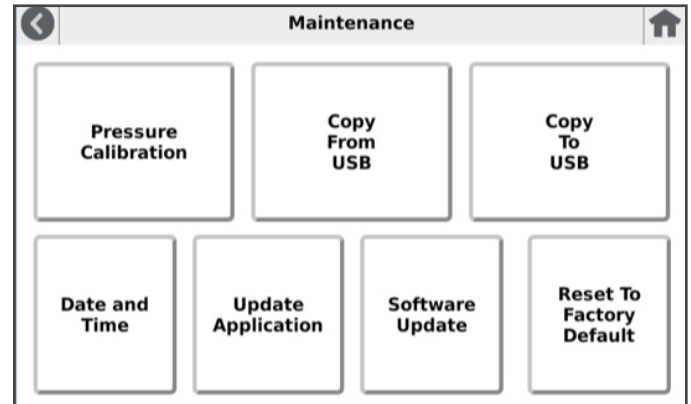 Maintenance
Pressure
Calibration
Copy
From
USB
Copy
To
USB
Date and
Time
Update
Application
Software
Update
Reset To
Factory
Default